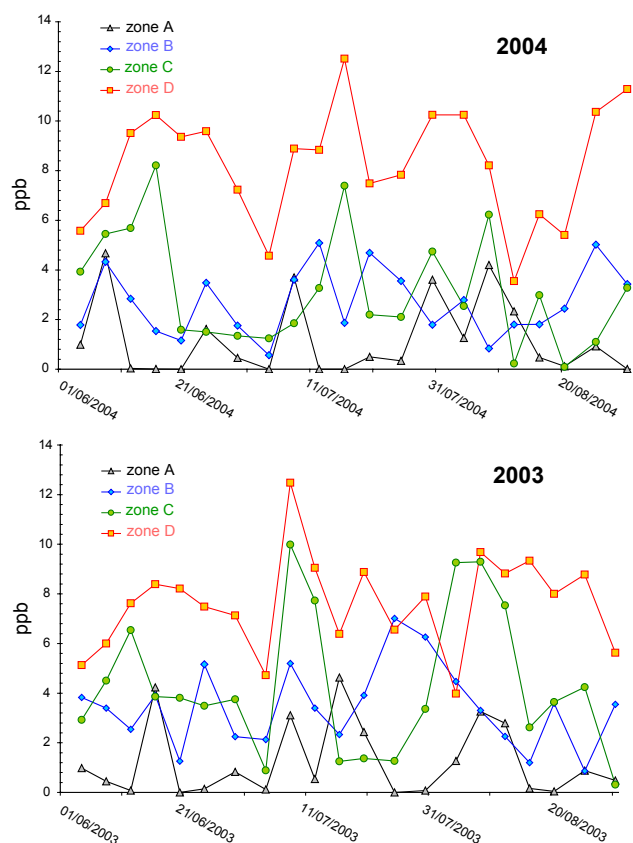 14
zone A
zone B
2004
12
zone C
zone D
10
8
ppb
6
4
2
0
01/06/2004
21/06/2004
11/07/2004
31/07/2004
20/08/2004
14
zone A
2003
zone B
12
zone C
zone D
10
8
ppb
6
4
2
0
01/06/2003
21/06/2003
11/07/2003
31/07/2003
20/08/2003